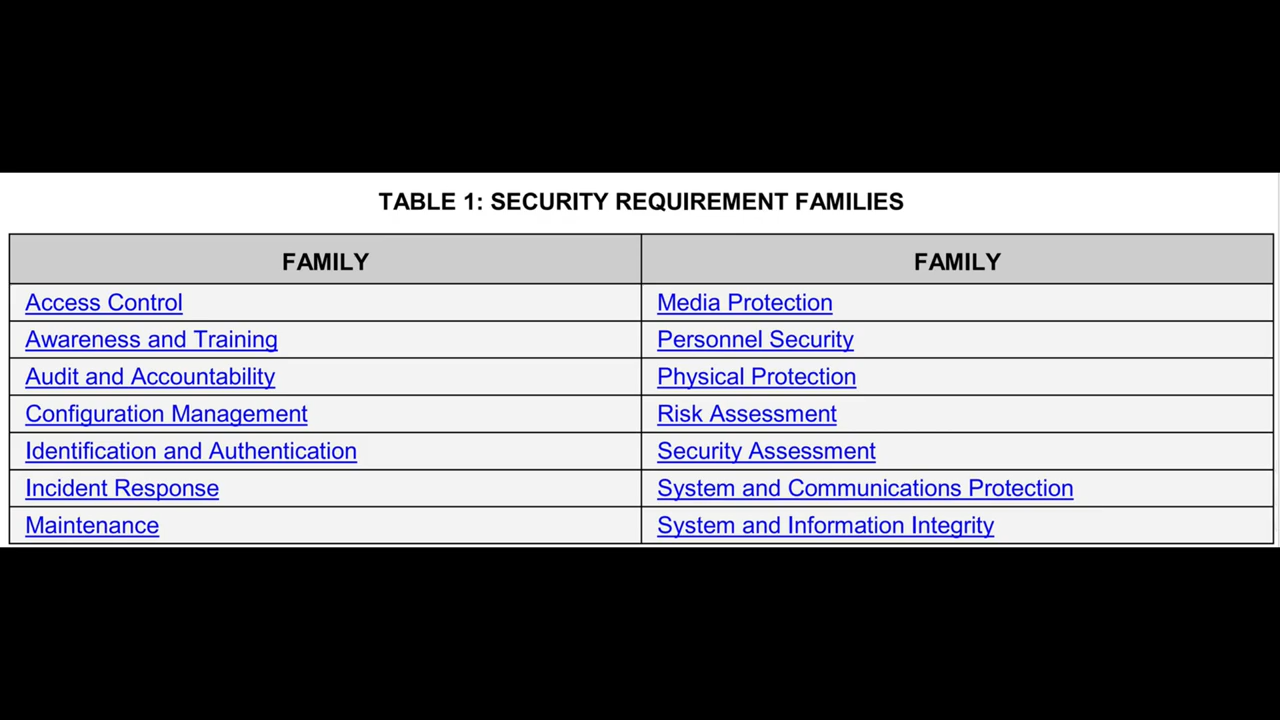 TABLE 1: SECURITY REQUIREMENT FAMILIES
FAMILY FAMILY
Access Control Media Protection
Awareness and Training Personnel Security
Audit and Accountability Physical Protection
Configuration Management Risk Assessment
Identification and Authentication Security Assessment
Incident Response System and Communications Protection
Maintenance System and Information Integrity